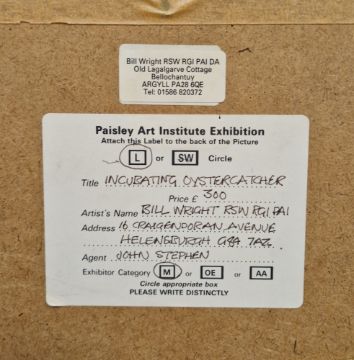 Bill Wright RSW RGI PAI DA
Old Lagalgarve Cottage
Bellochantuy
ARGYLL PA28 6QE
Tel: 01586 820372
Paisley Art Institute Exhibition
Attach this Label to the back of the Picture
L or SW Circle
Title INCUBATING OYSTERCATCHER
Price £ 300
Artist's Name BILL WRIGHT RSW RGI PAI
Address 16 CRAIGENDORAN AVENUE
HELENSBURGH G84 7AZ.
Agent JOHN STEPHEN
Exhibitor Category M or OE or AA
Circle appropriate box
PLEASE WRITE DISTINCTLY